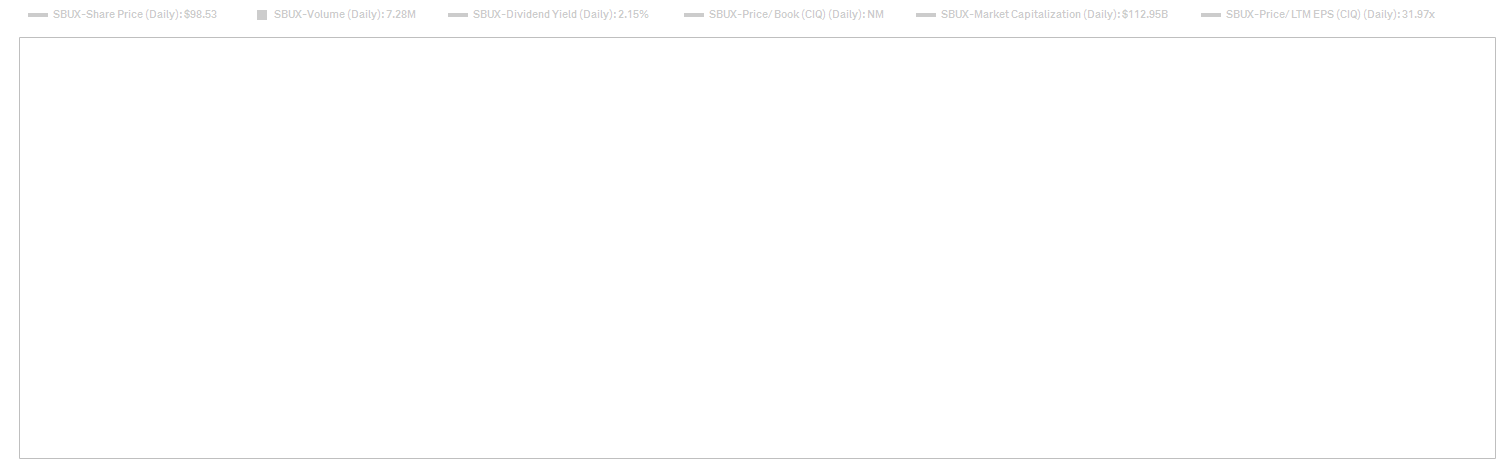 SBUX-Share Price (Daily): $98.53 SBUX-Volume (Daily): 7.28M SBUX-Dividend Yield (Daily): 2.15% SBUX-Price/ Book (CIQ) (Daily): NM SBUX-Market Capitalization (Daily): $112.95B SBUX-Price/ LTM EPS (CIQ) (Daily): 31.97x